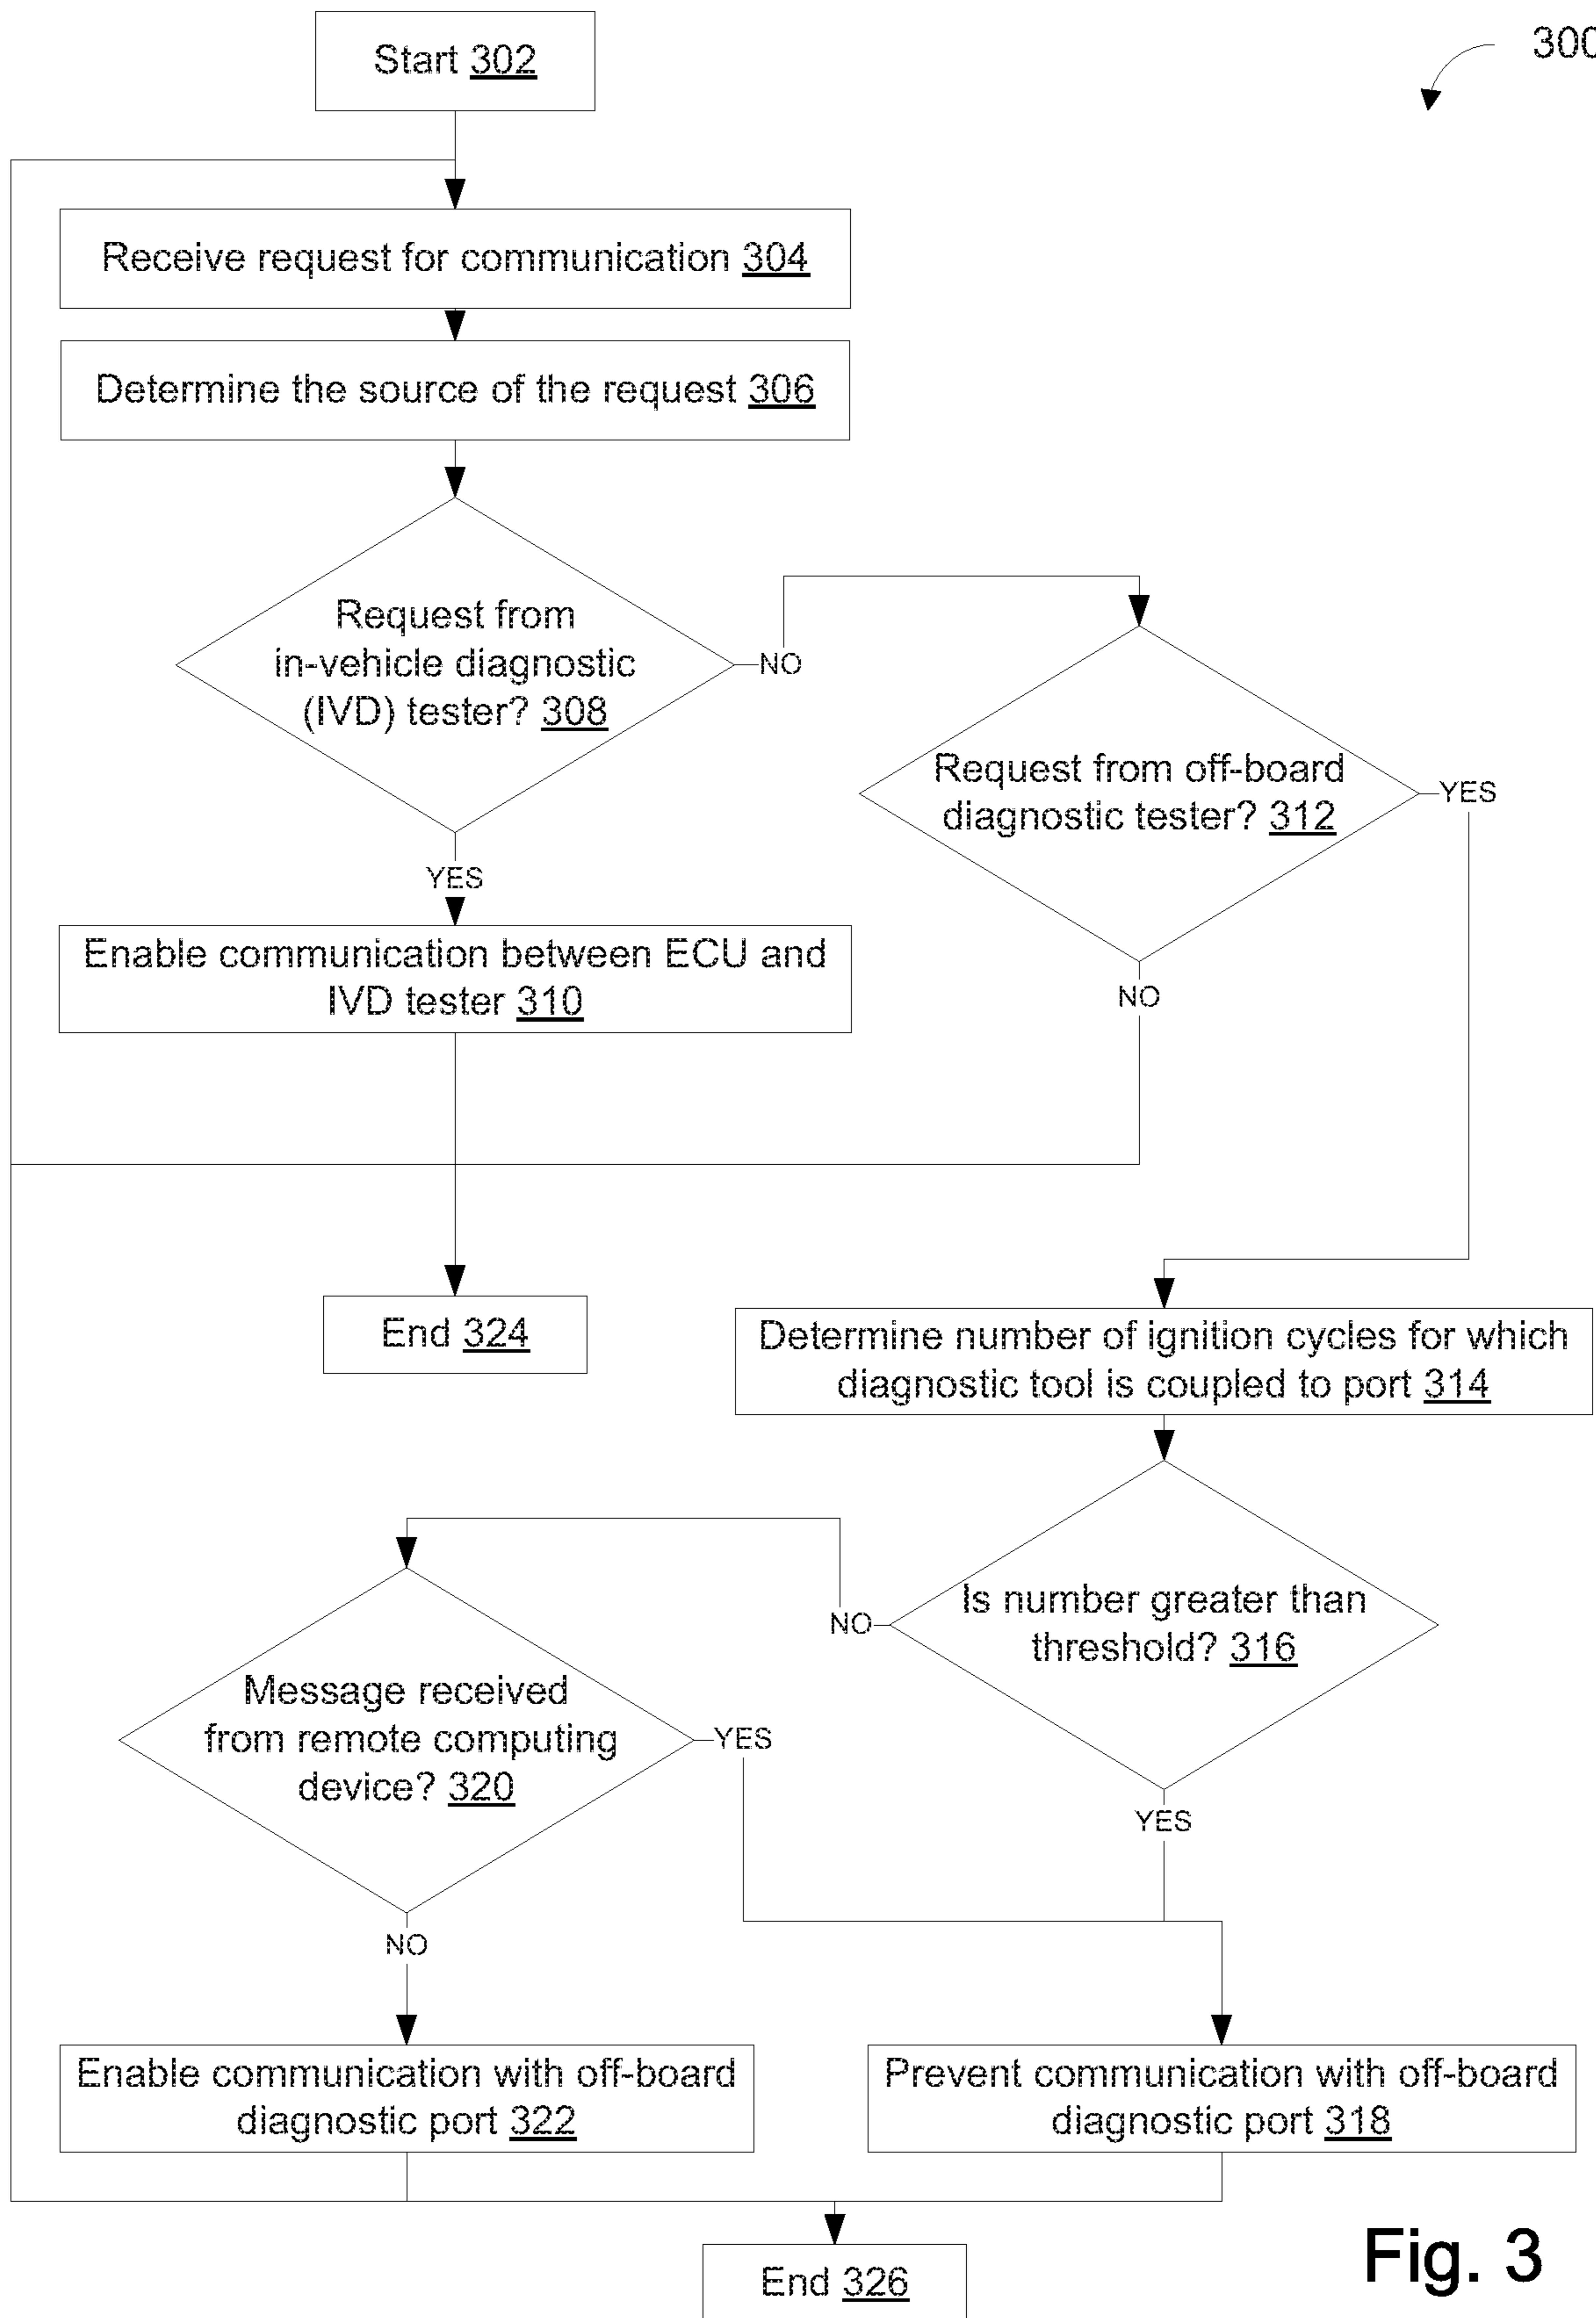 Start 302
300
Receive request for communication 304
Determine the source of the request 306
Request from
in-vehicle diagnostic
(IVD) tester? 308
NO
Request from off-board
diagnostic tester? 312
YES
YES
Enable communication between ECU and
IVD tester 310
NO
End 324
Determine number of ignition cycles for which
diagnostic tool is coupled to port 314
Is number greater than
threshold? 316
NO
Message received
from remote computing
device? 320
YES
YES
NO
Enable communication with off-board
diagnostic port 322
Prevent communication with off-board
diagnostic port 318
End 326
Fig. 3